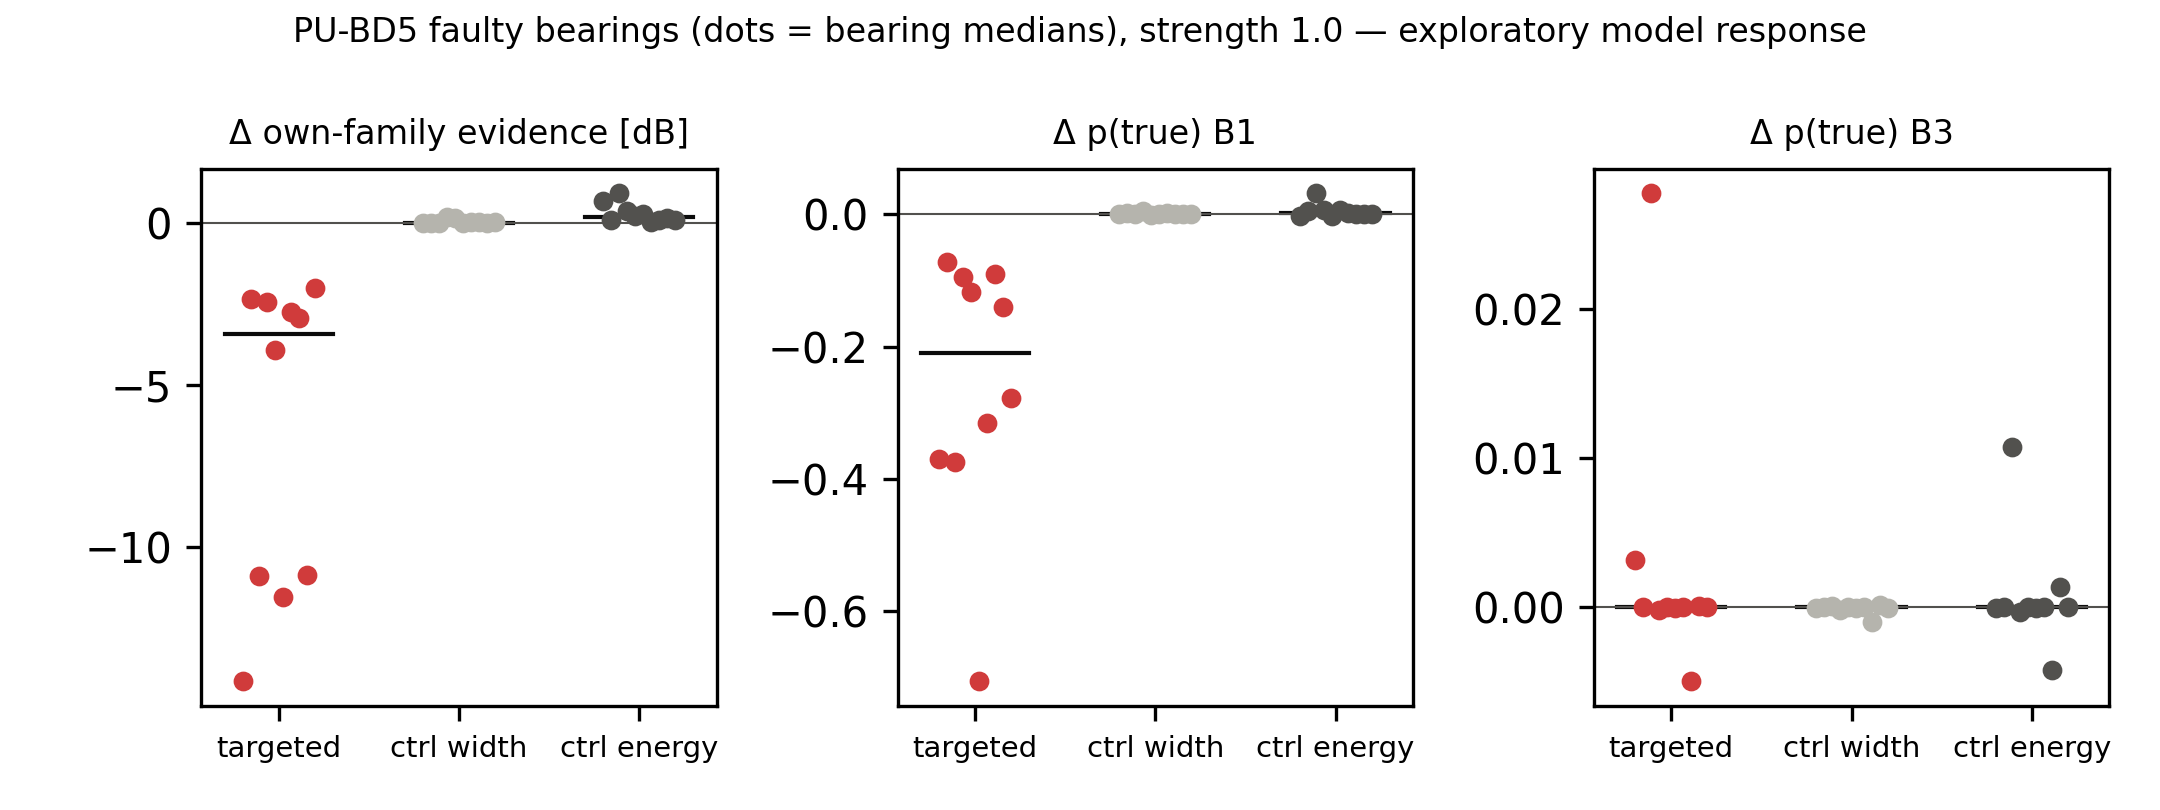 PU-BD5 faulty bearings (dots = bearing medians), strength 1.0 — exploratory model response
Δ own-family evidence [dB]
0
−5
−10
targeted
ctrl width
ctrl energy
Δ p(true) B1
0.0
−0.2
−0.4
−0.6
targeted
ctrl width
ctrl energy
Δ p(true) B3
0.02
0.01
0.00
targeted
ctrl width
ctrl energy